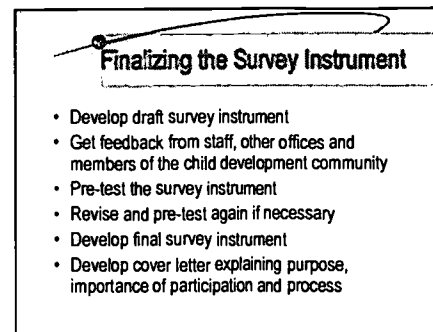 Finalizing the Survey Instrument
• Develop draft survey instrument
• Get feedback from staff, other offices and
members of the child development community
• Pre-test the survey instrument
• Revise and pre-test again if necessary
• Develop final survey instrument
• Develop cover letter explaining purpose,
importance of participation and process